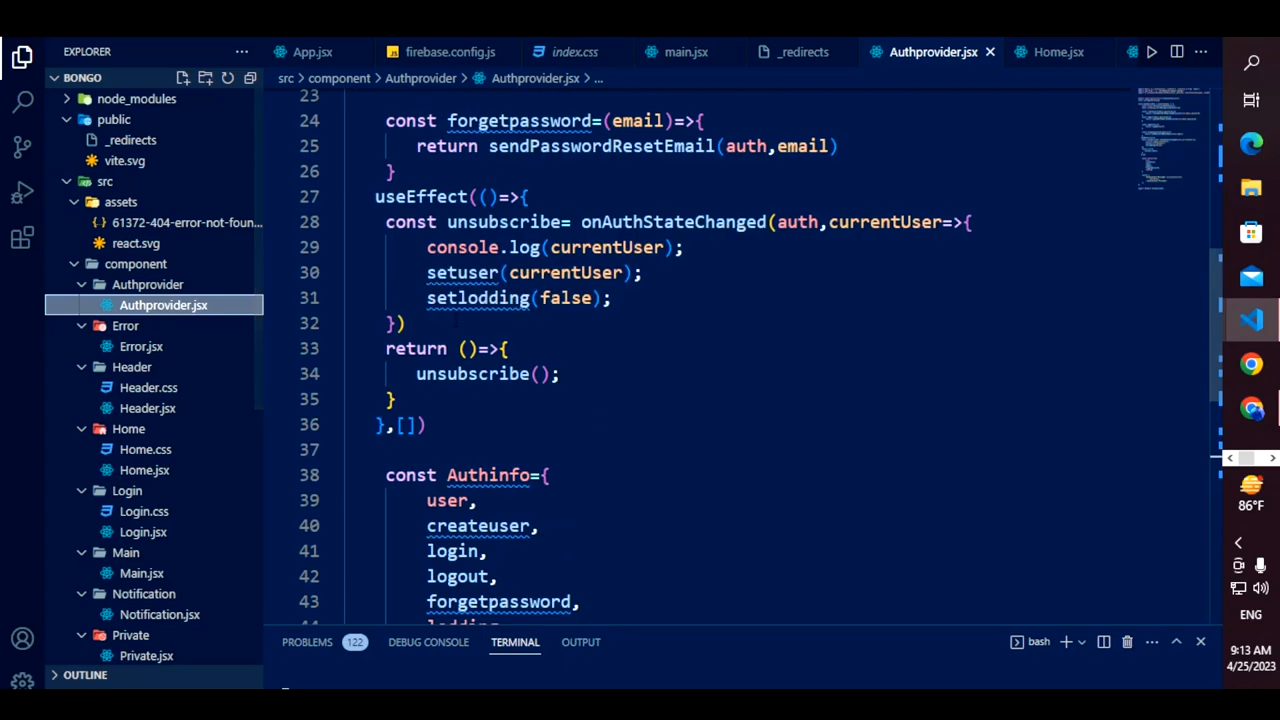 EXPLORER
BONGO
node_modules
public
_redirects
vite.svg
src
assets
61372-404-error-not-foun...
react.svg
component
Authprovider
Authprovider.jsx
Error
Error.jsx
Header
Header.css
Header.jsx
Home
Home.css
Home.jsx
Login
Login.css
Login.jsx
Main
Main.jsx
Notification
Notification.jsx
Private
Private.jsx
OUTLINE
App.jsx firebase.config.js index.css main.jsx _redirects Authprovider.jsx Home.jsx
src > component > Authprovider > Authprovider.jsx > ...
23
24 const forgetpassword=(email)=>{
25 return sendPasswordResetEmail(auth,email)
26 }
27 useEffect(()=>{
28 const unsubscribe= onAuthStateChanged(auth,currentUser=>{
29 console.log(currentUser);
30 setuser(currentUser);
31 setlodding(false);
32 })
33 return ()=>{
34 unsubscribe();
35 }
36 },[])
37
38 const Authinfo={
39 user,
40 createuser,
41 login,
42 logout,
43 forgetpassword,
PROBLEMS 122 DEBUG CONSOLE TERMINAL OUTPUT bash
86°F
ENG
9:13 AM
4/25/2023